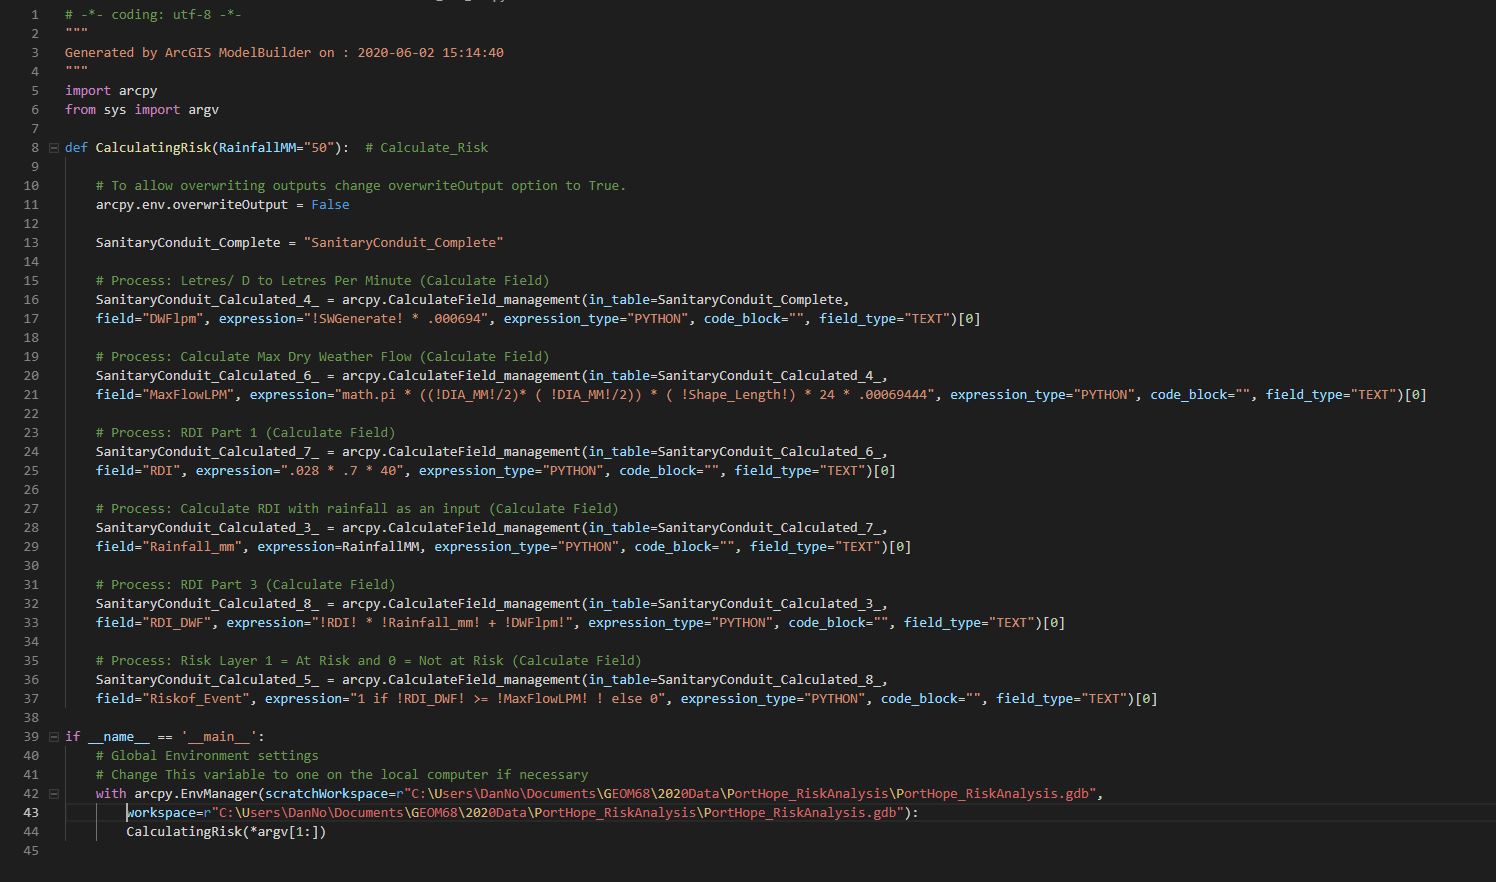 1 # -*- coding: utf-8 -*-
2 """
3 Generated by ArcGIS ModelBuilder on : 2020-06-02 15:14:40
4 """
5 import arcpy
6 from sys import argv
7
8 def CalculatingRisk(RainfallMM="50"):  # Calculate_Risk
9
10     # To allow overwriting outputs change overwriteOutput option to True.
11     arcpy.env.overwriteOutput = False
12
13     SanitaryConduit_Complete = "SanitaryConduit_Complete"
14
15     # Process: Letres/ D to Letres Per Minute (Calculate Field)
16     SanitaryConduit_Calculated_4_ = arcpy.CalculateField_management(in_table=SanitaryConduit_Complete,
17     field="DWFlpm", expression="!SWGenerate! * .000694", expression_type="PYTHON", code_block="", field_type="TEXT")[0]
18
19     # Process: Calculate Max Dry Weather Flow (Calculate Field)
20     SanitaryConduit_Calculated_6_ = arcpy.CalculateField_management(in_table=SanitaryConduit_Calculated_4_,
21     field="MaxFlowLPM", expression="math.pi * ((!DIA_MM!/2)* ( !DIA_MM!/2)) * ( !Shape_Length!) * 24 * .00069444", expression_type="PYTHON", code_block="", field_type="TEXT")[0]
22
23     # Process: RDI Part 1 (Calculate Field)
24     SanitaryConduit_Calculated_7_ = arcpy.CalculateField_management(in_table=SanitaryConduit_Calculated_6_,
25     field="RDI", expression=".028 * .7 * 40", expression_type="PYTHON", code_block="", field_type="TEXT")[0]
26
27     # Process: Calculate RDI with rainfall as an input (Calculate Field)
28     SanitaryConduit_Calculated_3_ = arcpy.CalculateField_management(in_table=SanitaryConduit_Calculated_7_,
29     field="Rainfall_mm", expression=RainfallMM, expression_type="PYTHON", code_block="", field_type="TEXT")[0]
30
31     # Process: RDI Part 3 (Calculate Field)
32     SanitaryConduit_Calculated_8_ = arcpy.CalculateField_management(in_table=SanitaryConduit_Calculated_3_,
33     field="RDI_DWF", expression="!RDI! * !Rainfall_mm! + !DWFlpm!", expression_type="PYTHON", code_block="", field_type="TEXT")[0]
34
35     # Process: Risk Layer 1 = At Risk and 0 = Not at Risk (Calculate Field)
36     SanitaryConduit_Calculated_5_ = arcpy.CalculateField_management(in_table=SanitaryConduit_Calculated_8_,
37     field="Riskof_Event", expression="1 if !RDI_DWF! >= !MaxFlowLPM! ! else 0", expression_type="PYTHON", code_block="", field_type="TEXT")[0]
38
39 if __name__ == '__main__':
40     # Global Environment settings
41     # Change This variable to one on the local computer if necessary
42     with arcpy.EnvManager(scratchWorkspace=r"C:\Users\DanNo\Documents\GEOM68\2020Data\PortHope_RiskAnalysis\PortHope_RiskAnalysis.gdb",
43         workspace=r"C:\Users\DanNo\Documents\GEOM68\2020Data\PortHope_RiskAnalysis\PortHope_RiskAnalysis.gdb"):
44         CalculatingRisk(*argv[1:])
45